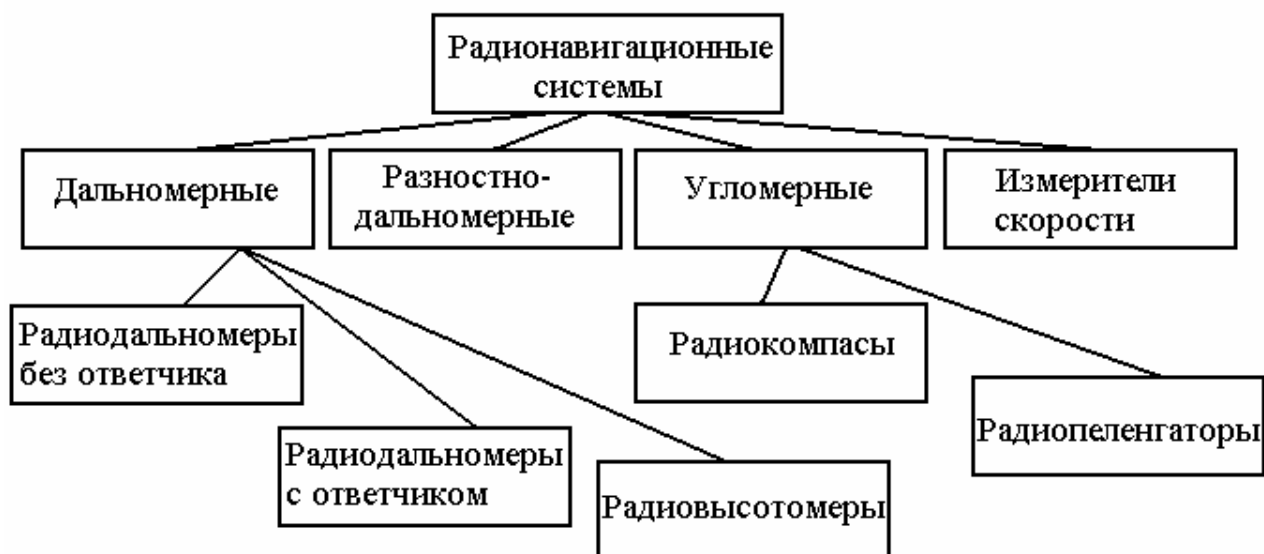 Радионавигационные
системы
Дальномерные
Разностно-
дальномерные
Угломерные
Измерители
скорости
Радиодальномеры
без ответчика
Радиокомпасы
Радиопеленгаторы
Радиодальномеры
с ответчиком
Радиовысотомеры